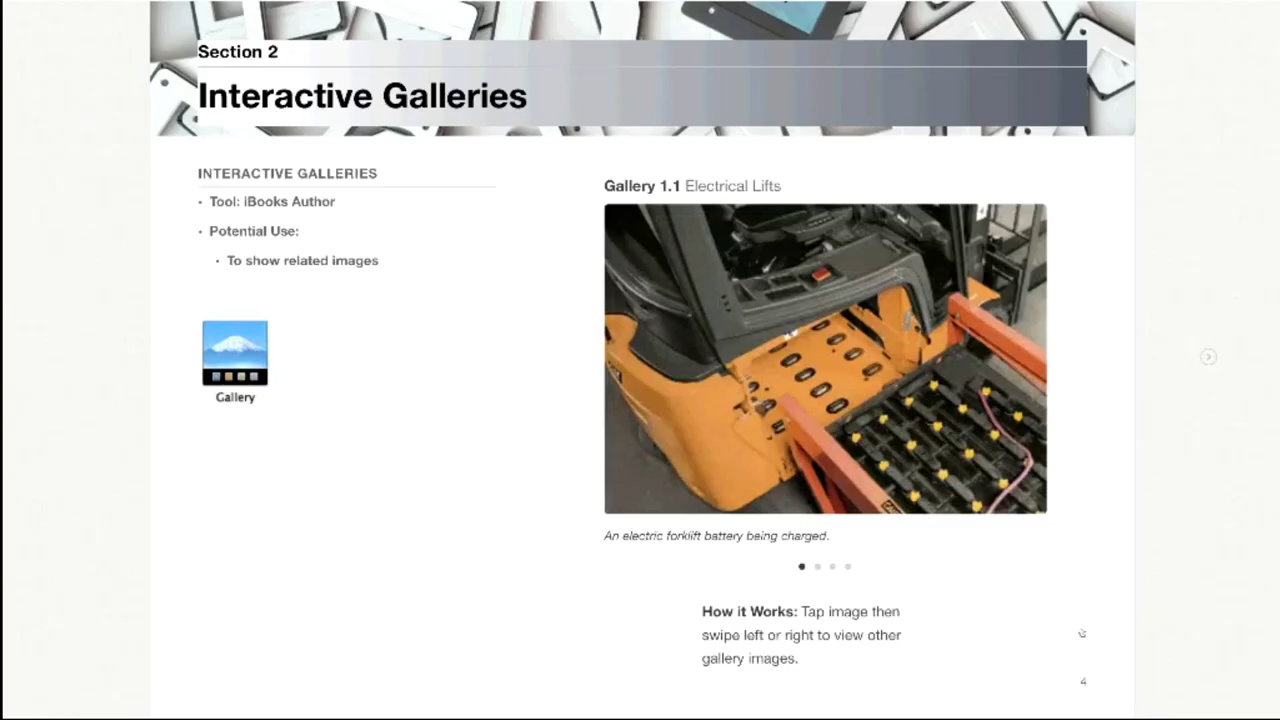 Section 2
Interactive Galleries
INTERACTIVE GALLERIES
• Tool: iBooks Author
• Potential Use:
• To show related images
Gallery
Gallery 1.1 Electrical Lifts
An electric forklift battery being charged.
How it Works: Tap image then
swipe left or right to view other
gallery images.
4